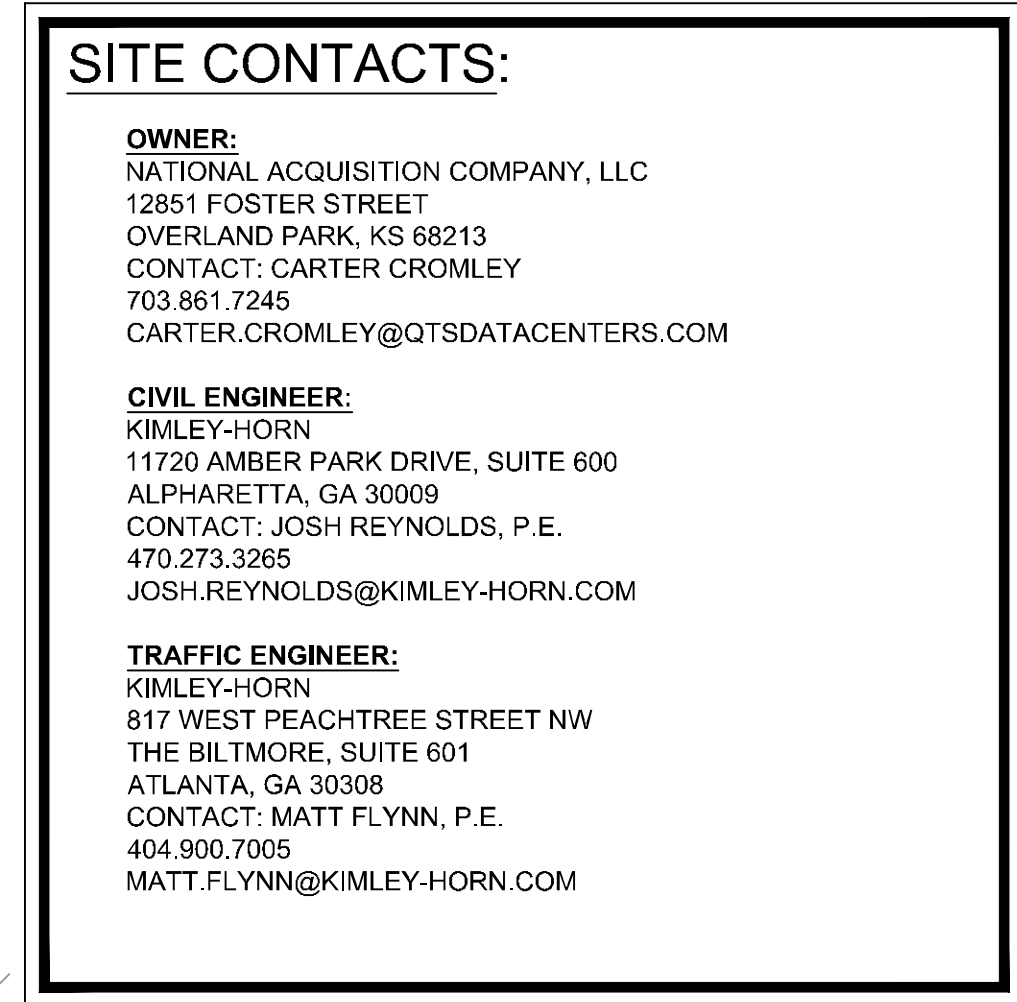 SITE CONTACTS:
OWNER:
NATIONAL ACQUISITION COMPANY, LLC
12851 FOSTER STREET
OVERLAND PARK, KS 68213
CONTACT: CARTER CROMLEY
703.861.7245
CARTER.CROMLEY@QTSDATACENTERS.COM
CIVIL ENGINEER:
KIMLEY-HORN
11720 AMBER PARK DRIVE, SUITE 600
ALPHARETTA, GA 30009
CONTACT: JOSH REYNOLDS, P.E.
470.273.3265
JOSH.REYNOLDS@KIMLEY-HORN.COM
TRAFFIC ENGINEER:
KIMLEY-HORN
817 WEST PEACHTREE STREET NW
THE BILTMORE, SUITE 601
ATLANTA, GA 30308
CONTACT: MATT FLYNN, P.E.
404.900.7005
MATT.FLYNN@KIMLEY-HORN.COM